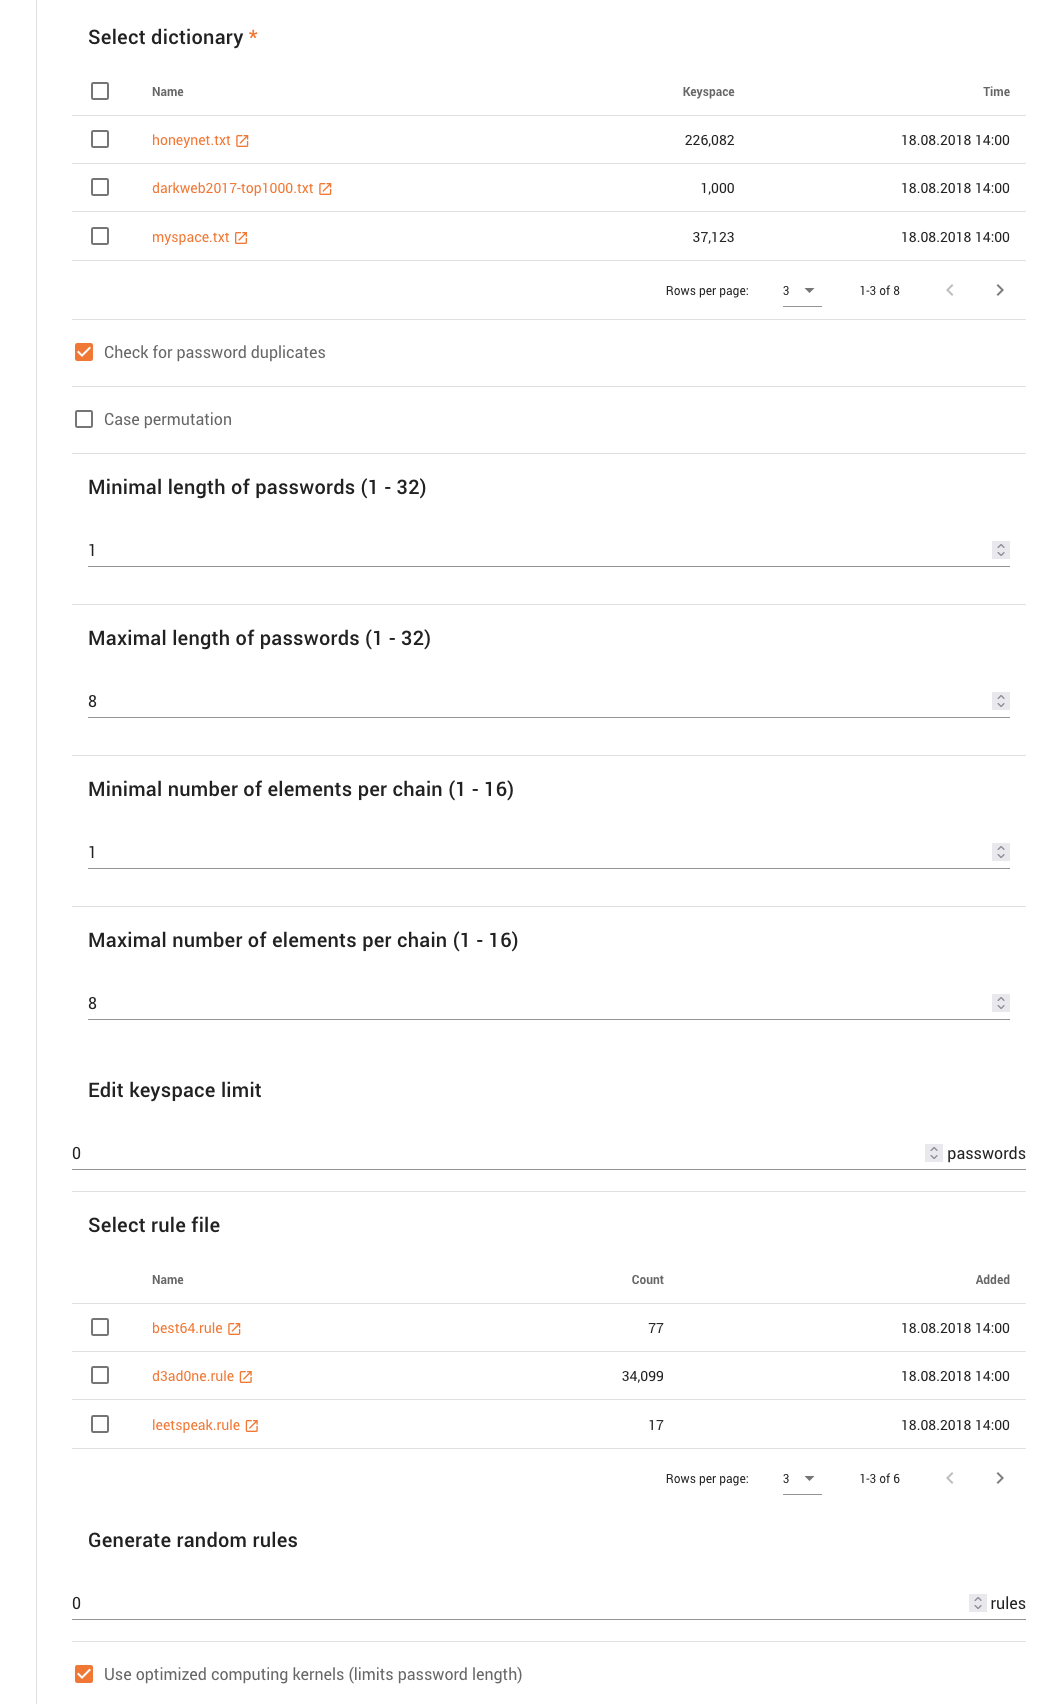 Select dictionary *
Name Keyspace Time
honeynet.txt 226,082 18.08.2018 14:00
darkweb2017-top1000.txt 1,000 18.08.2018 14:00
myspace.txt 37,123 18.08.2018 14:00
Rows per page: 3 1-3 of 8
Check for password duplicates
Case permutation
Minimal length of passwords (1 - 32)
1
Maximal length of passwords (1 - 32)
8
Minimal number of elements per chain (1 - 16)
1
Maximal number of elements per chain (1 - 16)
8
Edit keyspace limit
0 passwords
Select rule file
Name Count Added
best64.rule 77 18.08.2018 14:00
d3ad0ne.rule 34,099 18.08.2018 14:00
leetspeak.rule 17 18.08.2018 14:00
Rows per page: 3 1-3 of 6
Generate random rules
0 rules
Use optimized computing kernels (limits password length)